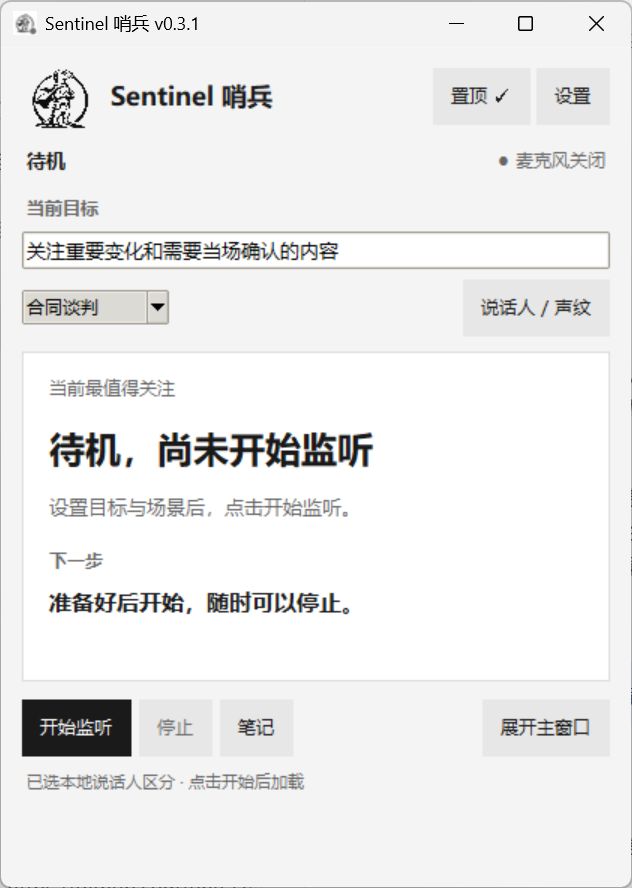 Sentinel 哨兵 v0.3.1
Sentinel 哨兵
置顶 ✓
设置
待机
● 麦克风关闭
当前目标
关注重要变化和需要当场确认的内容
合同谈判
说话人 / 声纹
当前最值得关注
待机，尚未开始监听
设置目标与场景后，点击开始监听。
下一步
准备好后开始，随时可以停止。
开始监听
停止
笔记
展开主窗口
已选本地说话人区分 · 点击开始后加载